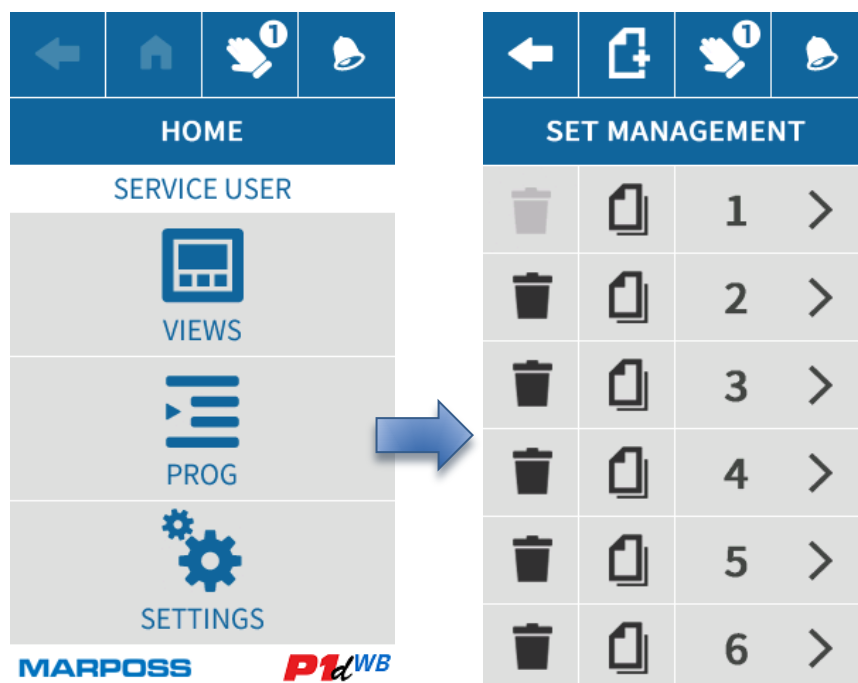 1
HOME
SERVICE USER
VIEWS
PROG
SETTINGS
MARPOSS P1dWB
1
SET MANAGEMENT
1
2
3
4
5
6